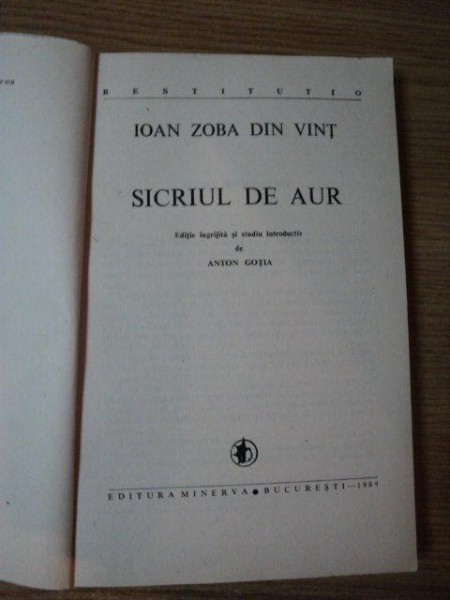 RESTITUTIO
IOAN ZOBA DIN VINȚ
SICRIUL DE AUR
Ediție îngrijită și studiu introductiv
de
ANTON GOȚIA
EDITURA MINERVA ● BUCUREȘTI—1984